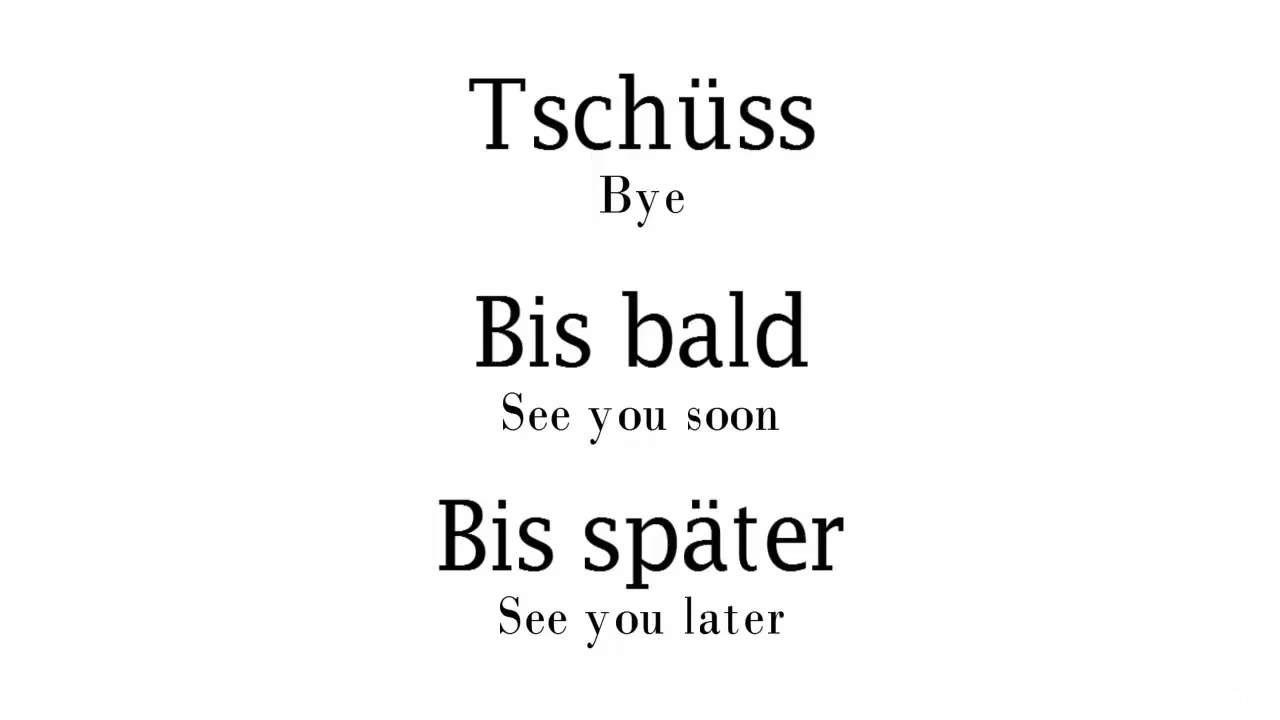 Tschüss
Bye
Bis bald
See you soon
Bis später
See you later